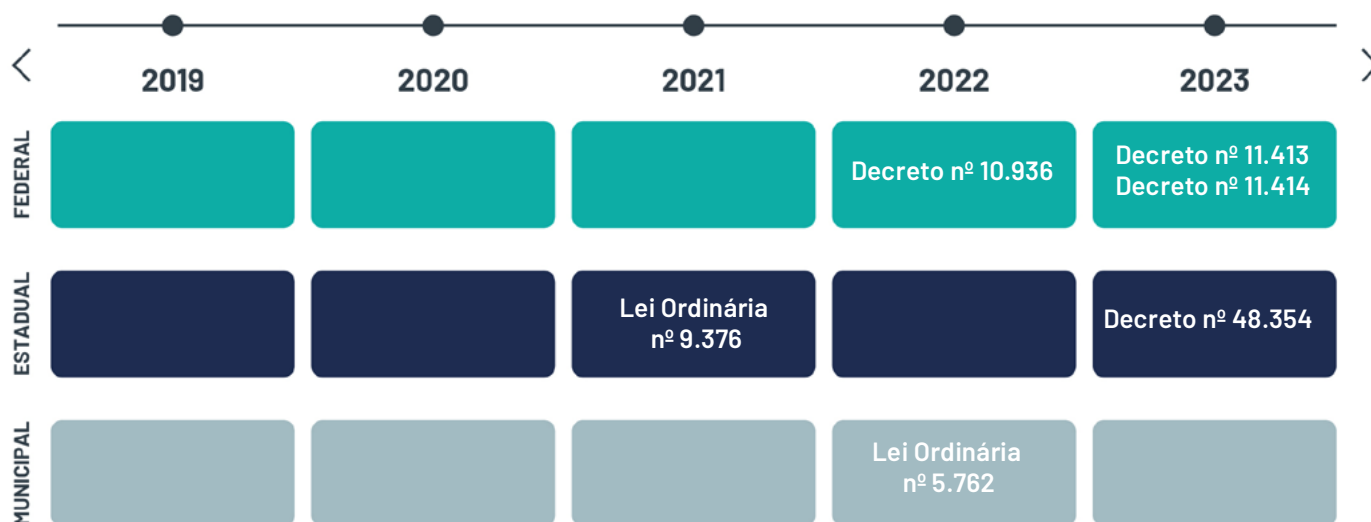 2019
2020
2021
2022
2023
FEDERAL
Decreto nº 10.936
Decreto nº 11.413
Decreto nº 11.414
ESTADUAL
Lei Ordinária
nº 9.376
Decreto nº 48.354
MUNICIPAL
Lei Ordinária
nº 5.762